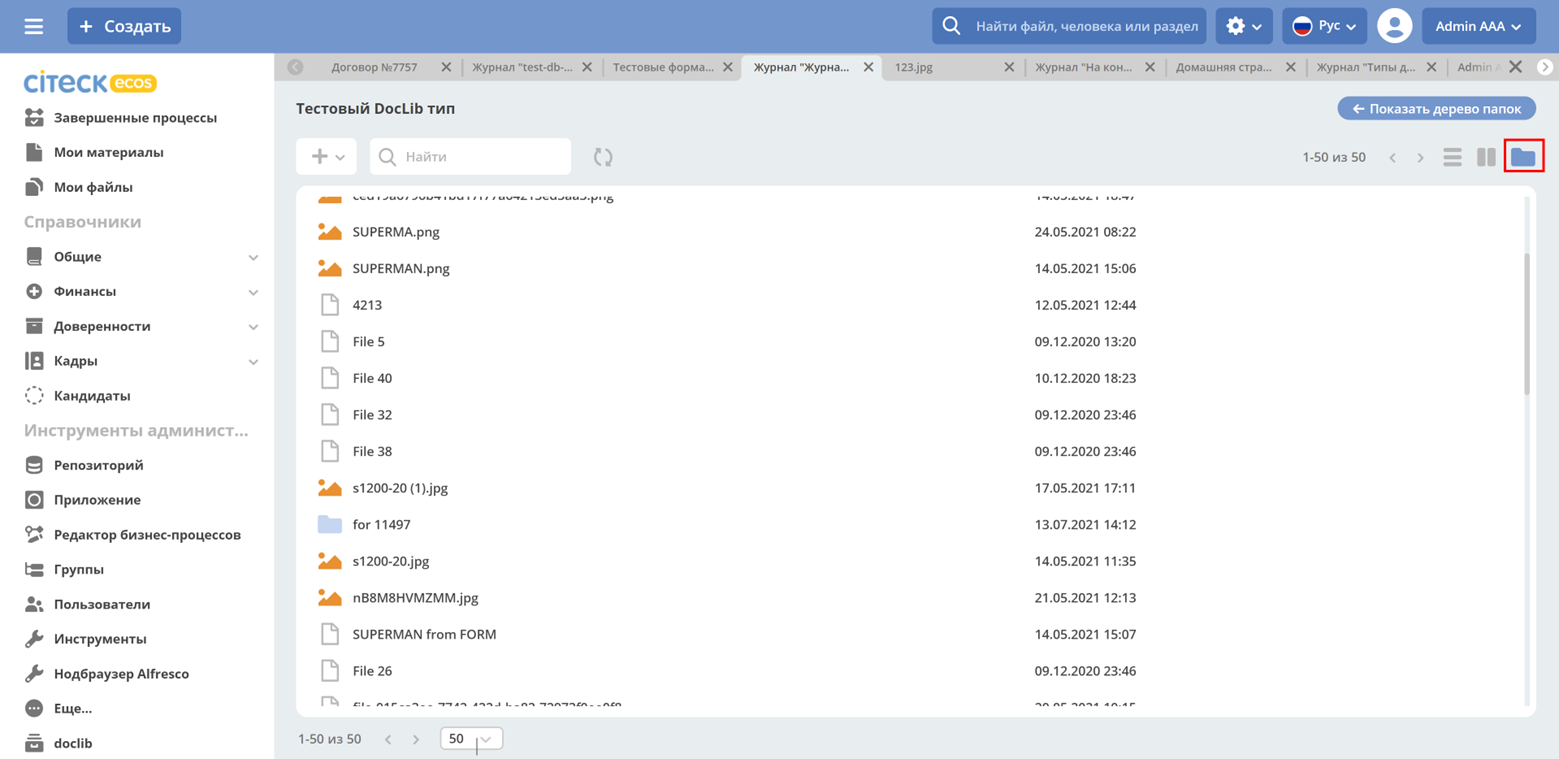 + Создать
Найти файл, человека или раздел
Рус
Admin AAA
citeck ecos
Договор №7757
Журнал "test-db-...
Тестовые форма...
Журнал "Журна...
123.jpg
Журнал "На кон...
Домашняя стра...
Журнал "Типы д...
Admin
Завершенные процессы
Мои материалы
Мои файлы
Справочники
Общие
Финансы
Доверенности
Кадры
Кандидаты
Инструменты админист...
Репозиторий
Приложение
Редактор бизнес-процессов
Группы
Пользователи
Инструменты
Нодбраузер Alfresco
Еще...
doclib
Тестовый DocLib тип
← Показать дерево папок
Найти
1-50 из 50
SUPERMA.png 24.05.2021 08:22
SUPERMAN.png 14.05.2021 15:06
4213 12.05.2021 12:44
File 5 09.12.2020 13:20
File 40 10.12.2020 18:23
File 32 09.12.2020 23:46
File 38 09.12.2020 23:46
s1200-20 (1).jpg 17.05.2021 17:11
for 11497 13.07.2021 14:12
s1200-20.jpg 14.05.2021 11:35
nB8M8HVMZMM.jpg 21.05.2021 12:13
SUPERMAN from FORM 14.05.2021 15:07
File 26 09.12.2020 23:46
1-50 из 50
50